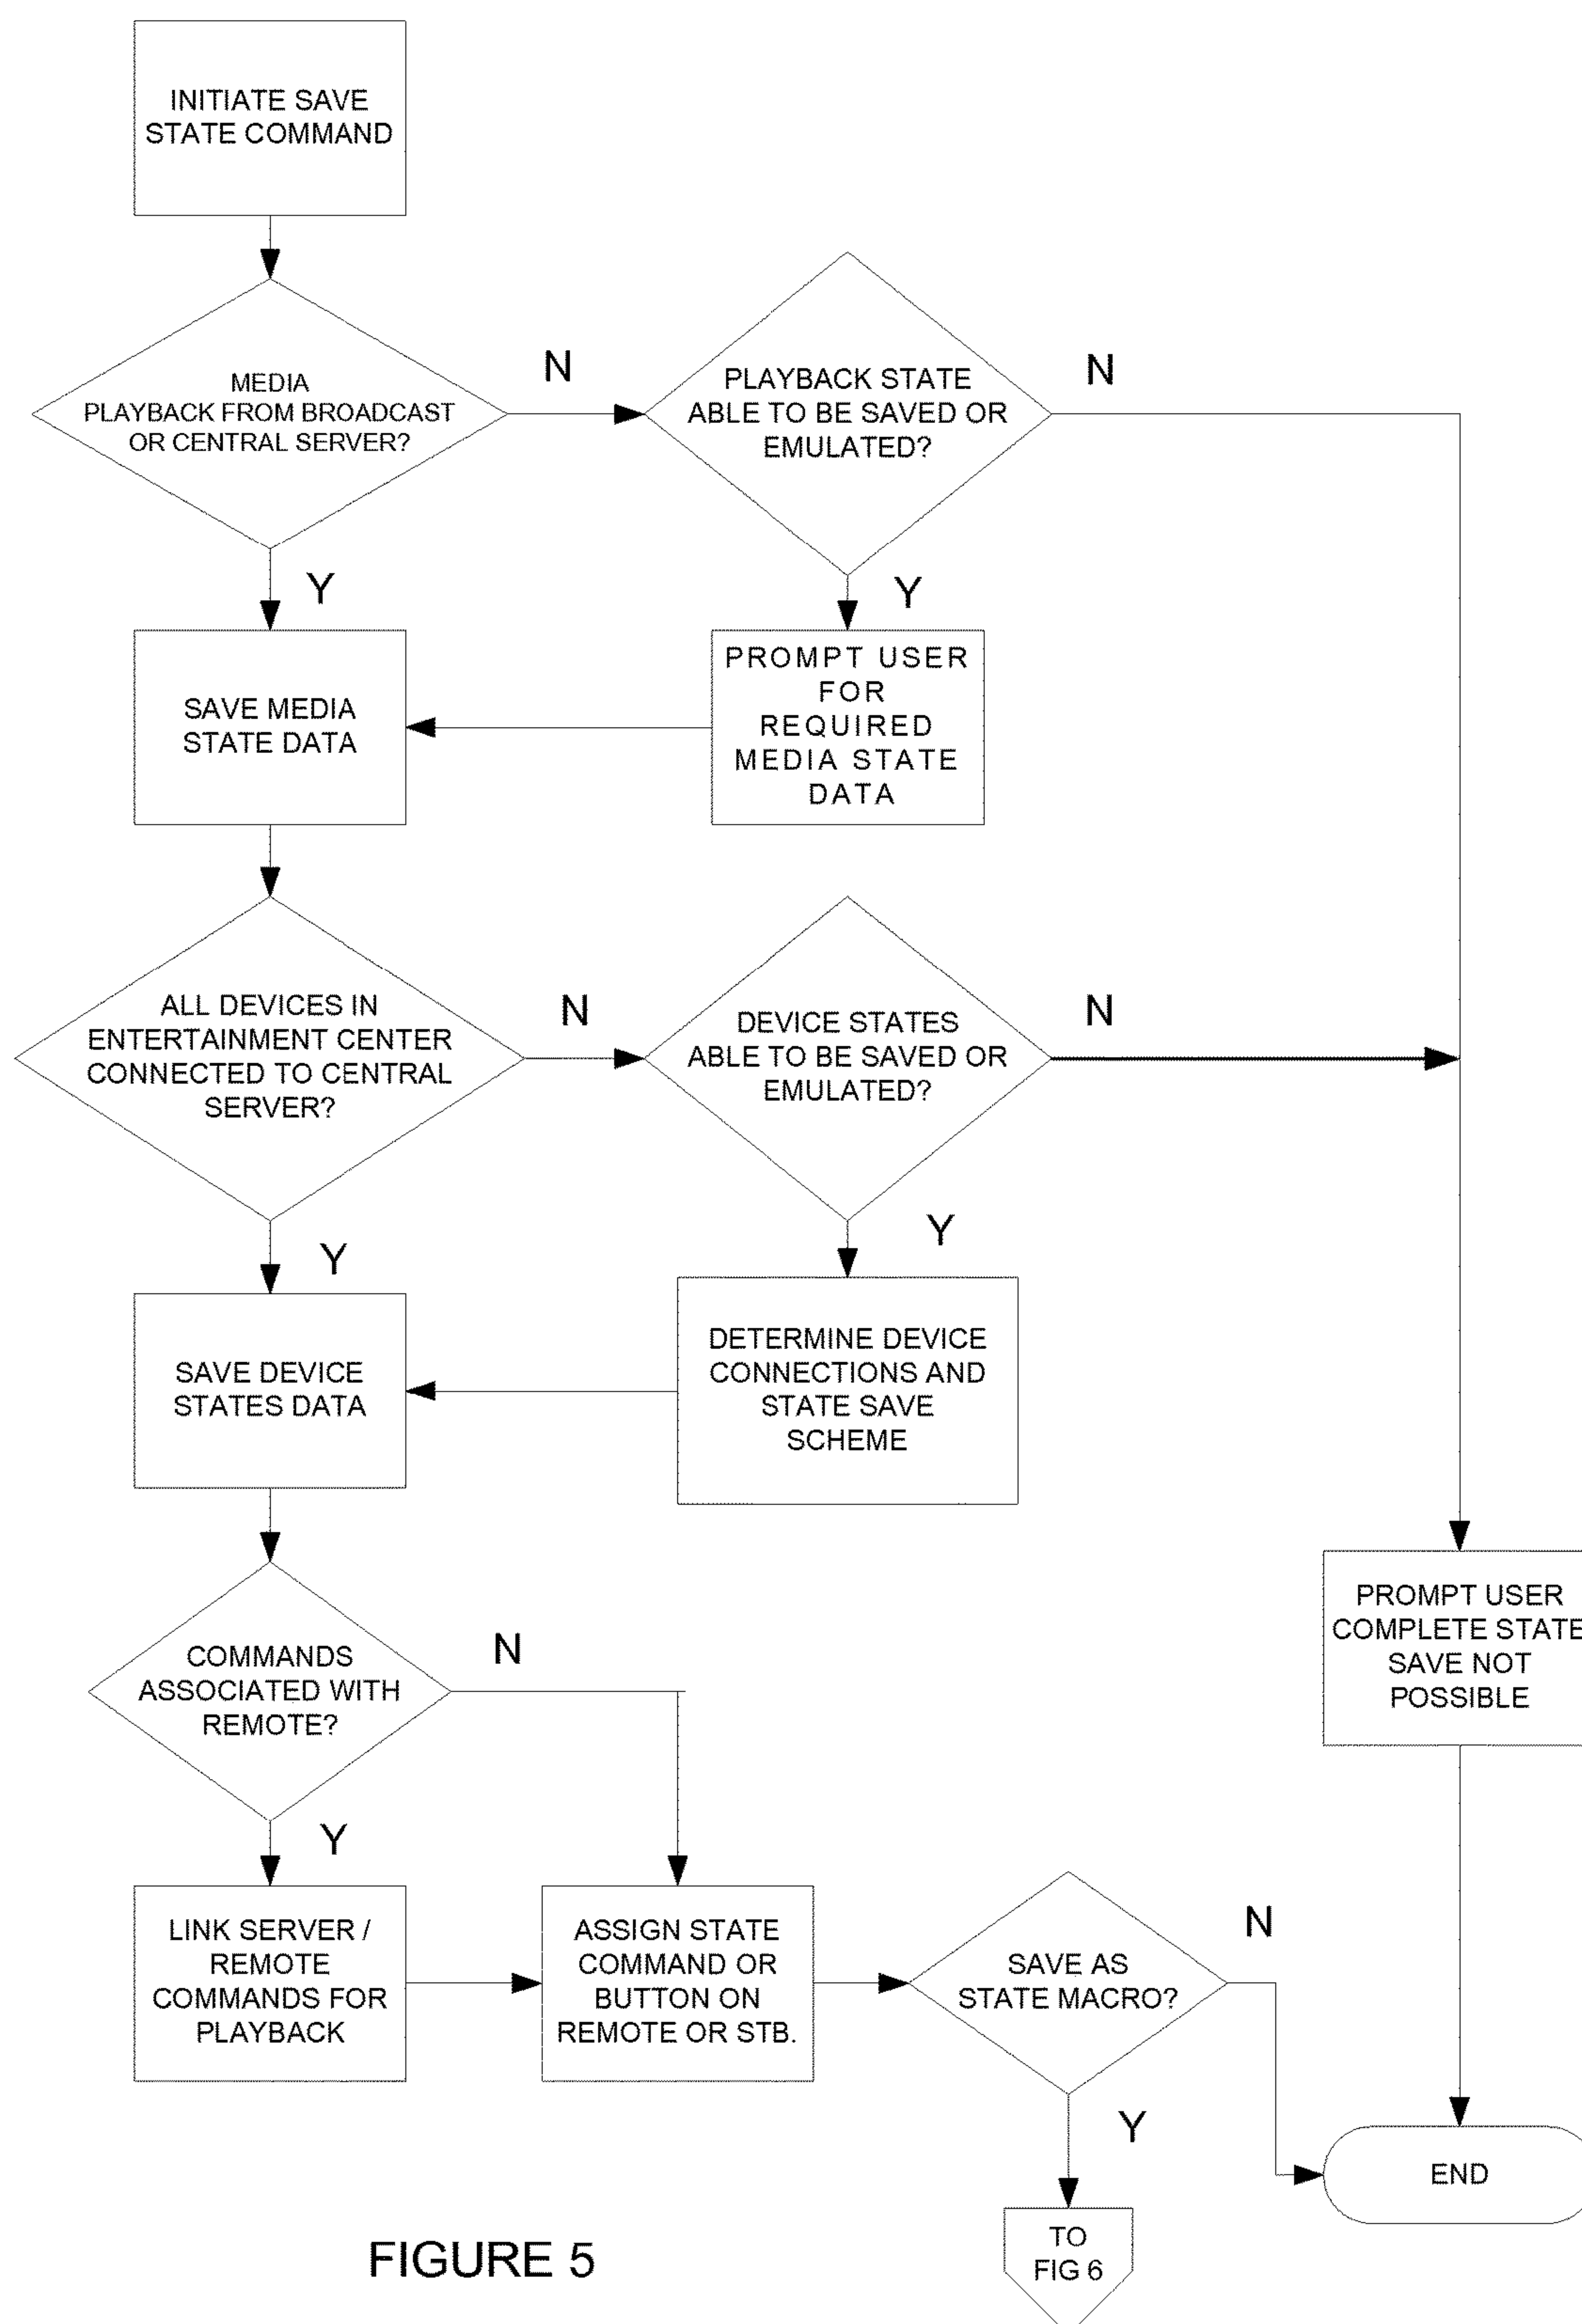 INITIATE SAVE
STATE COMMAND
MEDIA
PLAYBACK FROM BROADCAST
OR CENTRAL SERVER?
N
PLAYBACK STATE
ABLE TO BE SAVED OR
EMULATED?
N
Y
Y
SAVE MEDIA
STATE DATA
PROMPT USER
FOR
REQUIRED
MEDIA STATE
DATA
ALL DEVICES IN
ENTERTAINMENT CENTER
CONNECTED TO CENTRAL
SERVER?
N
DEVICE STATES
ABLE TO BE SAVED OR
EMULATED?
N
Y
Y
SAVE DEVICE
STATES DATA
DETERMINE DEVICE
CONNECTIONS AND
STATE SAVE
SCHEME
COMMANDS
ASSOCIATED WITH
REMOTE?
N
PROMPT USER
COMPLETE STATE
SAVE NOT
POSSIBLE
Y
LINK SERVER /
REMOTE
COMMANDS FOR
PLAYBACK
ASSIGN STATE
COMMAND OR
BUTTON ON
REMOTE OR STB.
SAVE AS
STATE MACRO?
N
Y
END
TO
FIG 6
FIGURE 5